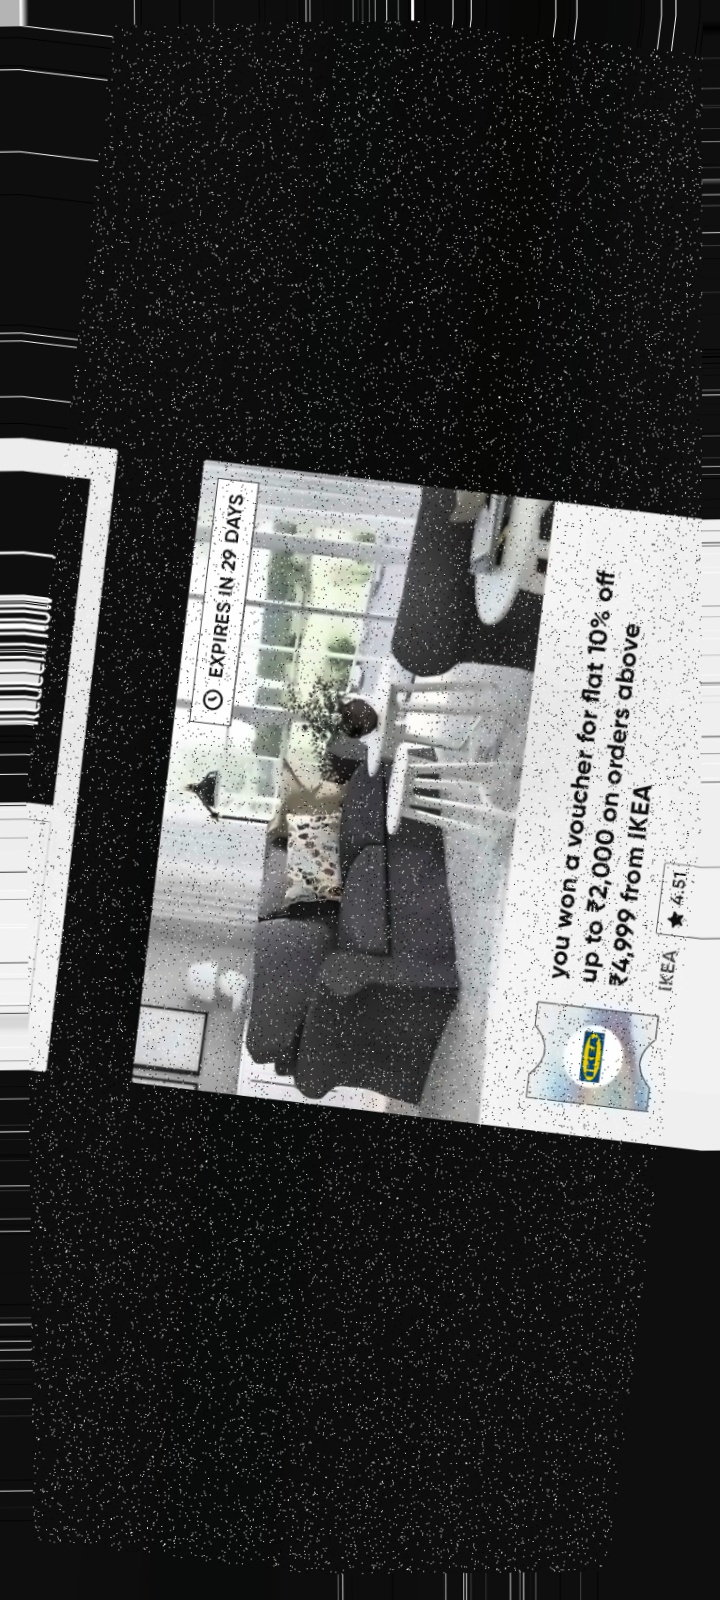 EXPIRES IN 29 DAYS
you won a voucher for flat 10% off
up to ₹2,000 on orders above
₹4,999 from IKEA
IKEA ★ 4.51
IKEA